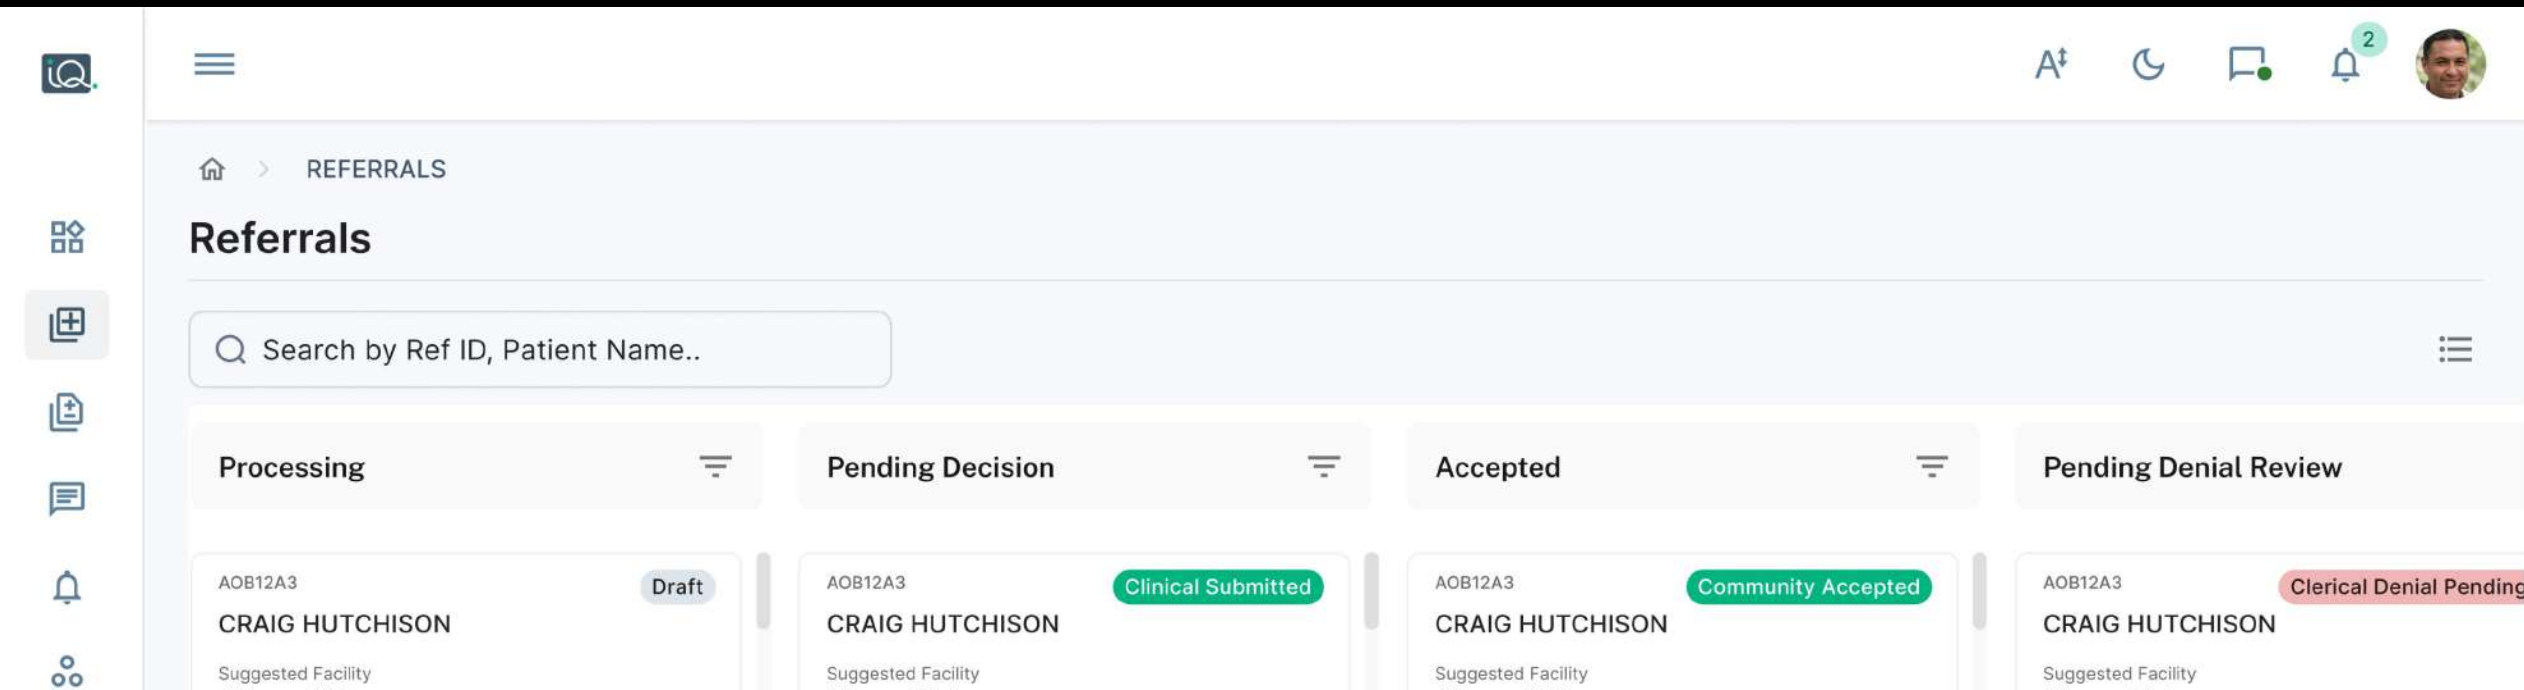 iQ.
A
2
REFERRALS
Referrals
Search by Ref ID, Patient Name..
Processing
Pending Decision
Accepted
Pending Denial Review
AOB12A3
Draft
CRAIG HUTCHISON
Suggested Facility
AOB12A3
Clinical Submitted
CRAIG HUTCHISON
Suggested Facility
AOB12A3
Community Accepted
CRAIG HUTCHISON
Suggested Facility
AOB12A3
Clerical Denial Pending
CRAIG HUTCHISON
Suggested Facility